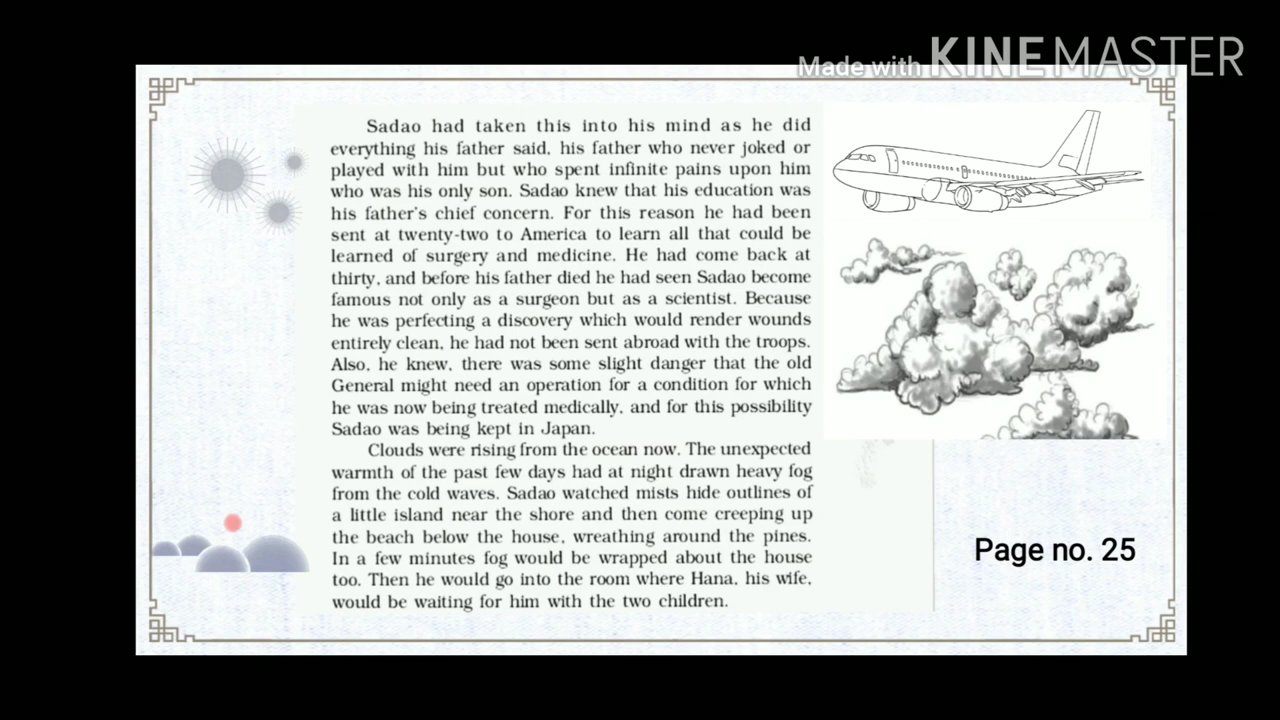 Made with KINEMASTER
Sadao had taken this into his mind as he did
everything his father said, his father who never joked or
played with him but who spent infinite pains upon him
who was his only son. Sadao knew that his education was
his father's chief concern. For this reason he had been
sent at twenty-two to America to learn all that could be
learned of surgery and medicine. He had come back at
thirty, and before his father died he had seen Sadao become
famous not only as a surgeon but as a scientist. Because
he was perfecting a discovery which would render wounds
entirely clean, he had not been sent abroad with the troops.
Also, he knew, there was some slight danger that the old
General might need an operation for a condition for which
he was now being treated medically, and for this possibility
Sadao was being kept in Japan.
Clouds were rising from the ocean now. The unexpected
warmth of the past few days had at night drawn heavy fog
from the cold waves. Sadao watched mists hide outlines of
a little island near the shore and then come creeping up
the beach below the house, wreathing around the pines.
In a few minutes fog would be wrapped about the house
too. Then he would go into the room where Hana, his wife,
would be waiting for him with the two children.
Page no. 25